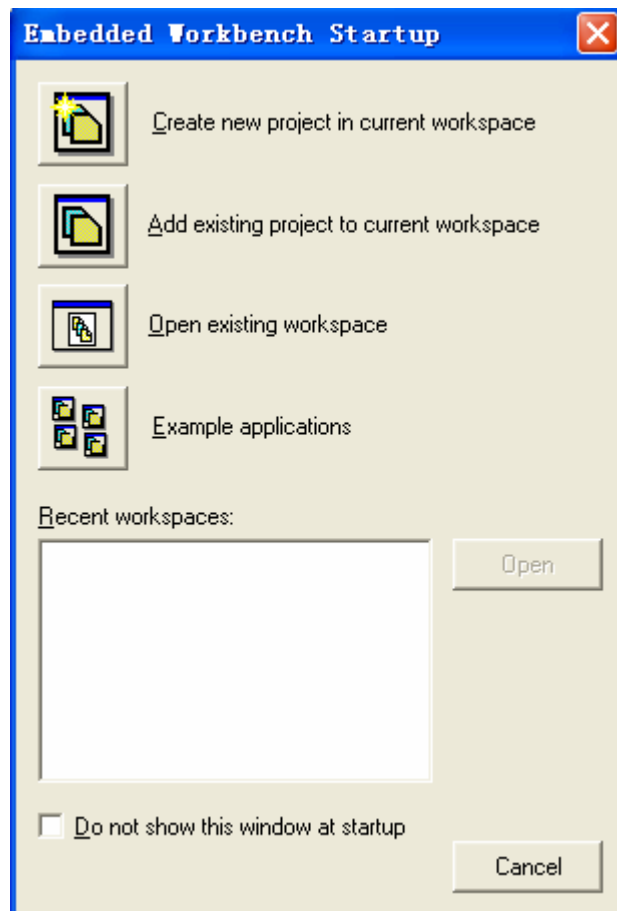 Embedded Workbench Startup
Create new project in current workspace
Add existing project to current workspace
Open existing workspace
Example applications
Recent workspaces:
Open
Do not show this window at startup
Cancel